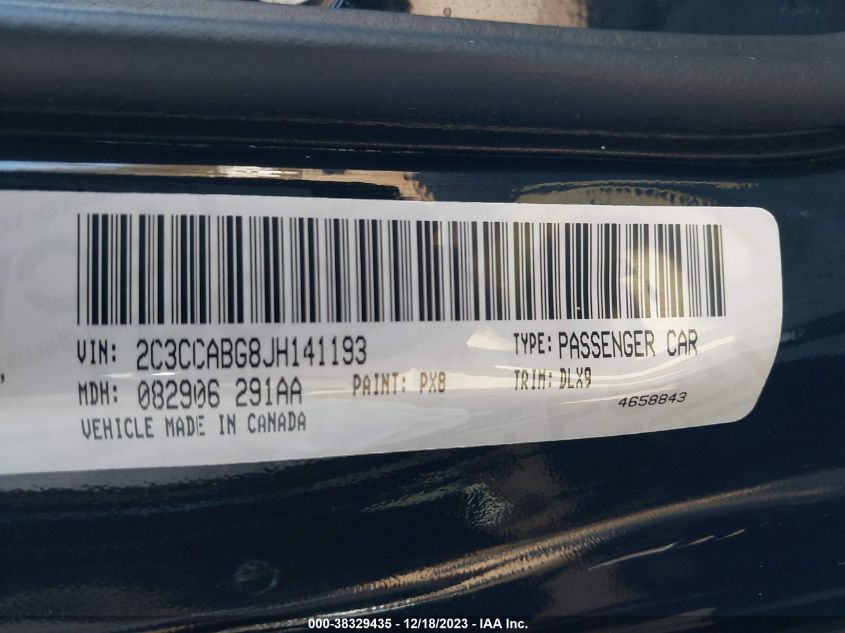 VIN: 2C3CCABG8JH141193 TYPE: PASSENGER CAR
MDH: 082906 291AA PAINT: PX8 TRIM: DLX9
4658843
VEHICLE MADE IN CANADA
000-38329435 - 12/18/2023 - IAA Inc.